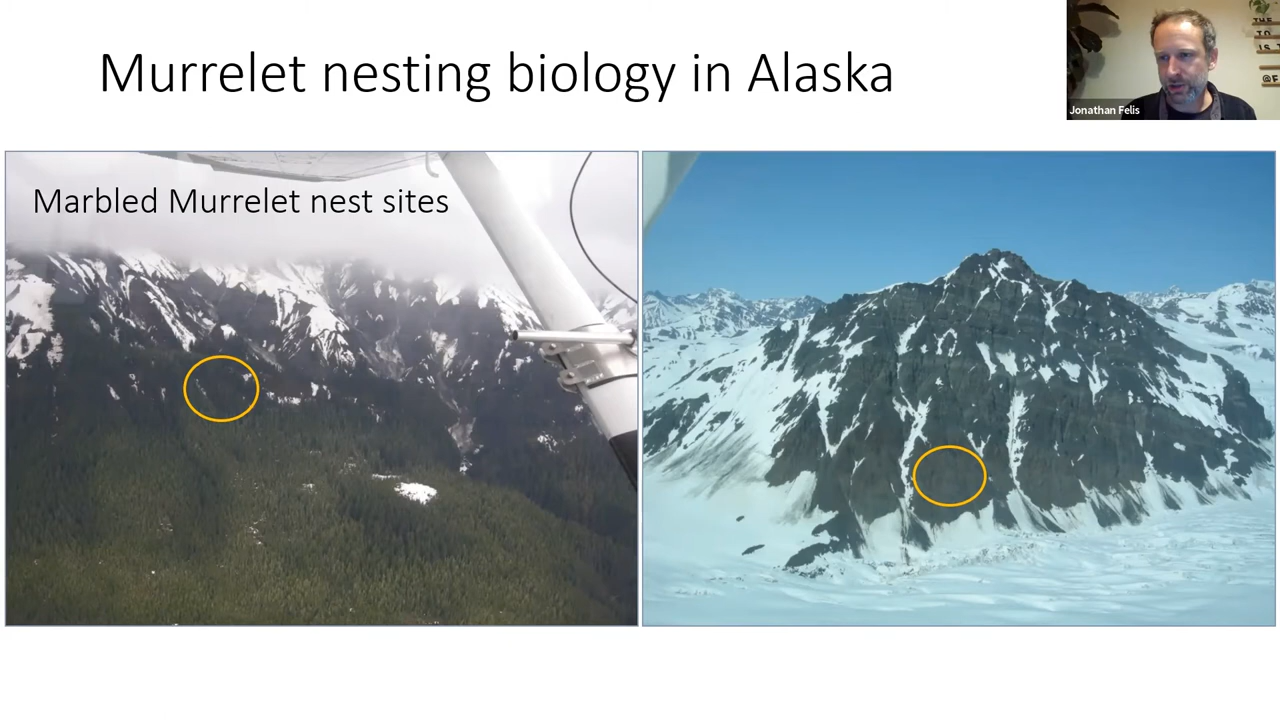 Murrelet nesting biology in Alaska
Jonathan Felis
Marbled Murrelet nest sites